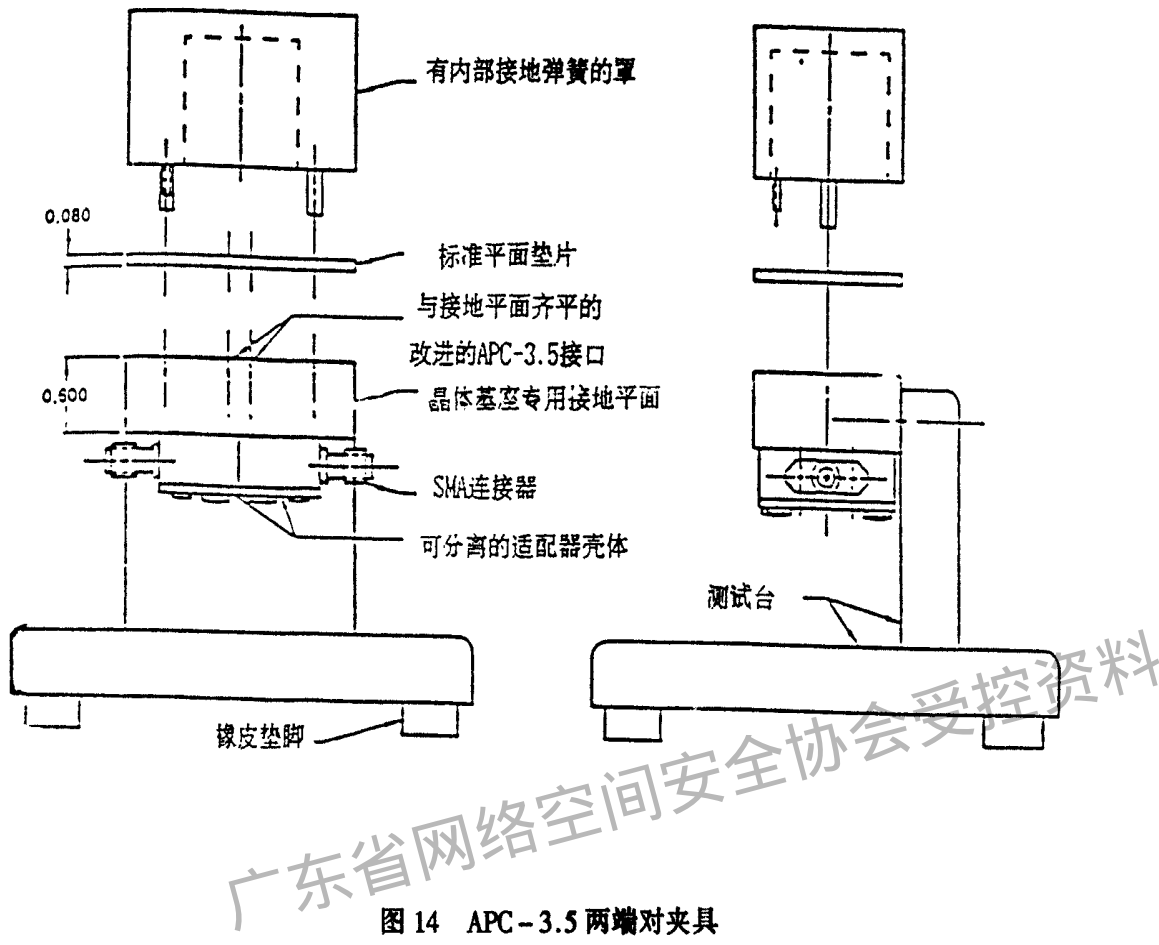 有内部接地弹簧的罩
0.080
标准平面垫片
与接地平面齐平的
改进的APC-3.5接口
0.600
晶体基座专用接地平面
SMA连接器
可分离的适配器壳体
测试台
橡皮垫脚
广东省网络空间安全协会受控资料
图 14 APC-3.5 两端对夹具